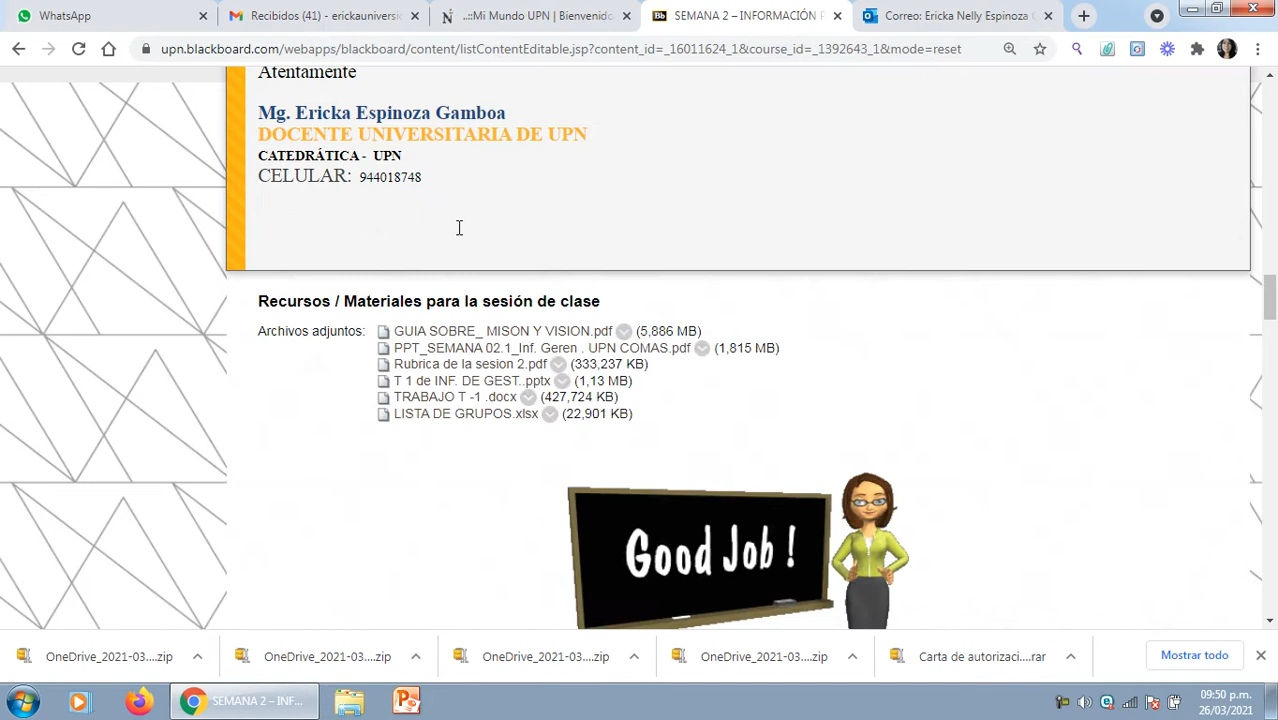 WhatsApp
Recibidos (41) - erickauniversi
..::Mi Mundo UPN | Bienvenido
Bb SEMANA 2 – INFORMACIÓN P
Correo: Ericka Nelly Espinoza G
upn.blackboard.com/webapps/blackboard/content/listContentEditable.jsp?content_id=_16011624_1&course_id=_1392643_1&mode=reset
Atentamente
Mg. Ericka Espinoza Gamboa
DOCENTE UNIVERSITARIA DE UPN
CATEDRÁTICA - UPN
CELULAR: 944018748
Recursos / Materiales para la sesión de clase
Archivos adjuntos: GUIA SOBRE_ MISON Y VISION.pdf (5,886 MB)
PPT_SEMANA 02.1_Inf. Geren . UPN COMAS.pdf (1,815 MB)
Rubrica de la sesion 2.pdf (333,237 KB)
T 1 de INF. DE GEST..pptx (1,13 MB)
TRABAJO T -1 .docx (427,724 KB)
LISTA DE GRUPOS.xlsx (22,901 KB)
Good Job !
OneDrive_2021-03....zip
OneDrive_2021-03....zip
OneDrive_2021-03....zip
OneDrive_2021-03....zip
Carta de autorizaci....rar
Mostrar todo
SEMANA 2 – INF...
09:50 p.m.
26/03/2021